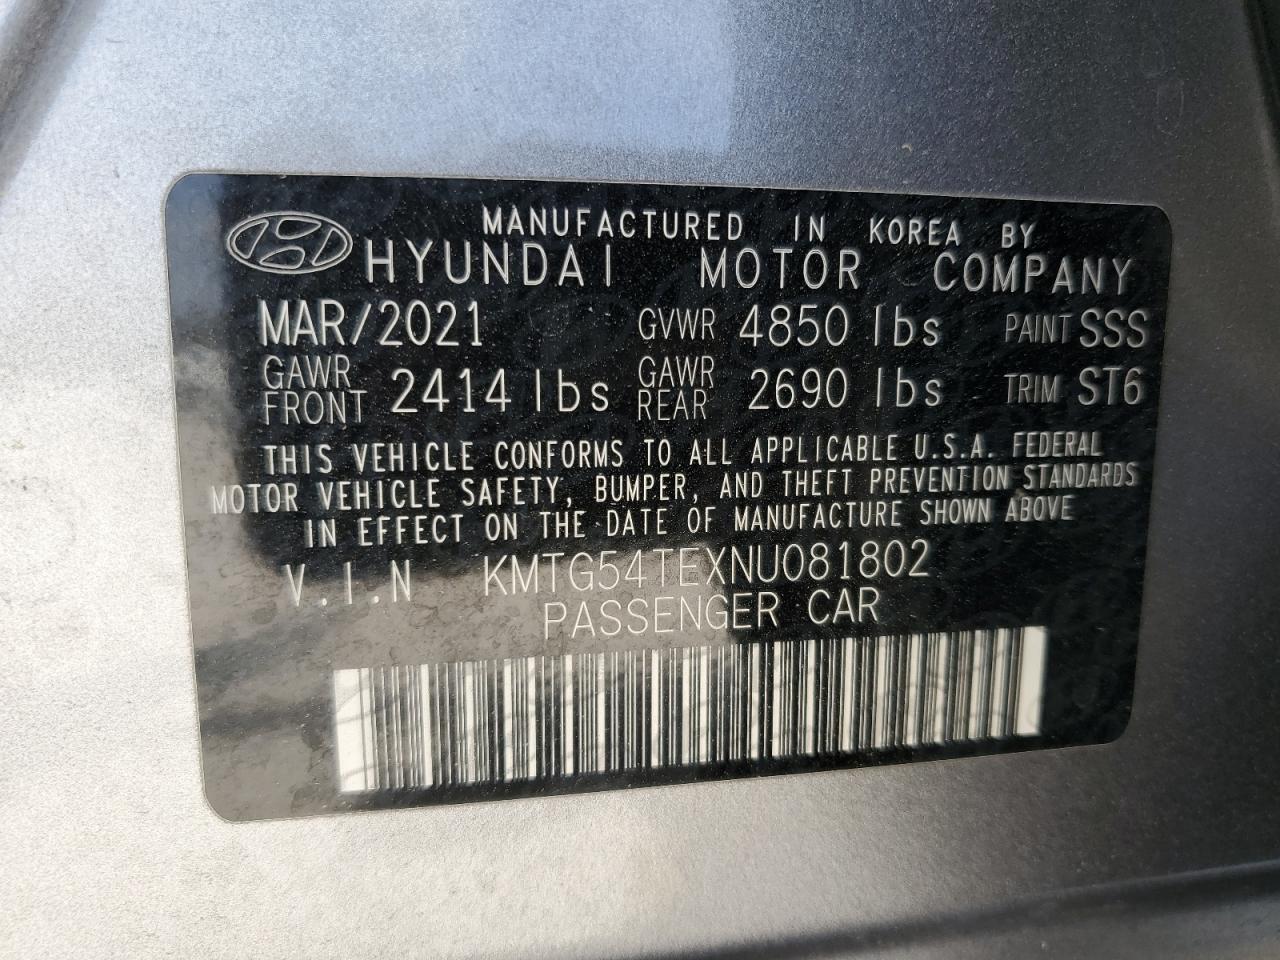 MANUFACTURED IN KOREA BY
HYUNDAI MOTOR COMPANY
MAR/2021 GVWR 4850 lbs PAINT SSS
GAWR FRONT 2414 lbs GAWR REAR 2690 lbs TRIM ST6
THIS VEHICLE CONFORMS TO ALL APPLICABLE U.S.A. FEDERAL
MOTOR VEHICLE SAFETY, BUMPER, AND THEFT PREVENTION STANDARDS
IN EFFECT ON THE DATE OF MANUFACTURE SHOWN ABOVE
V.I.N KMTG54TEXNU081802
PASSENGER CAR